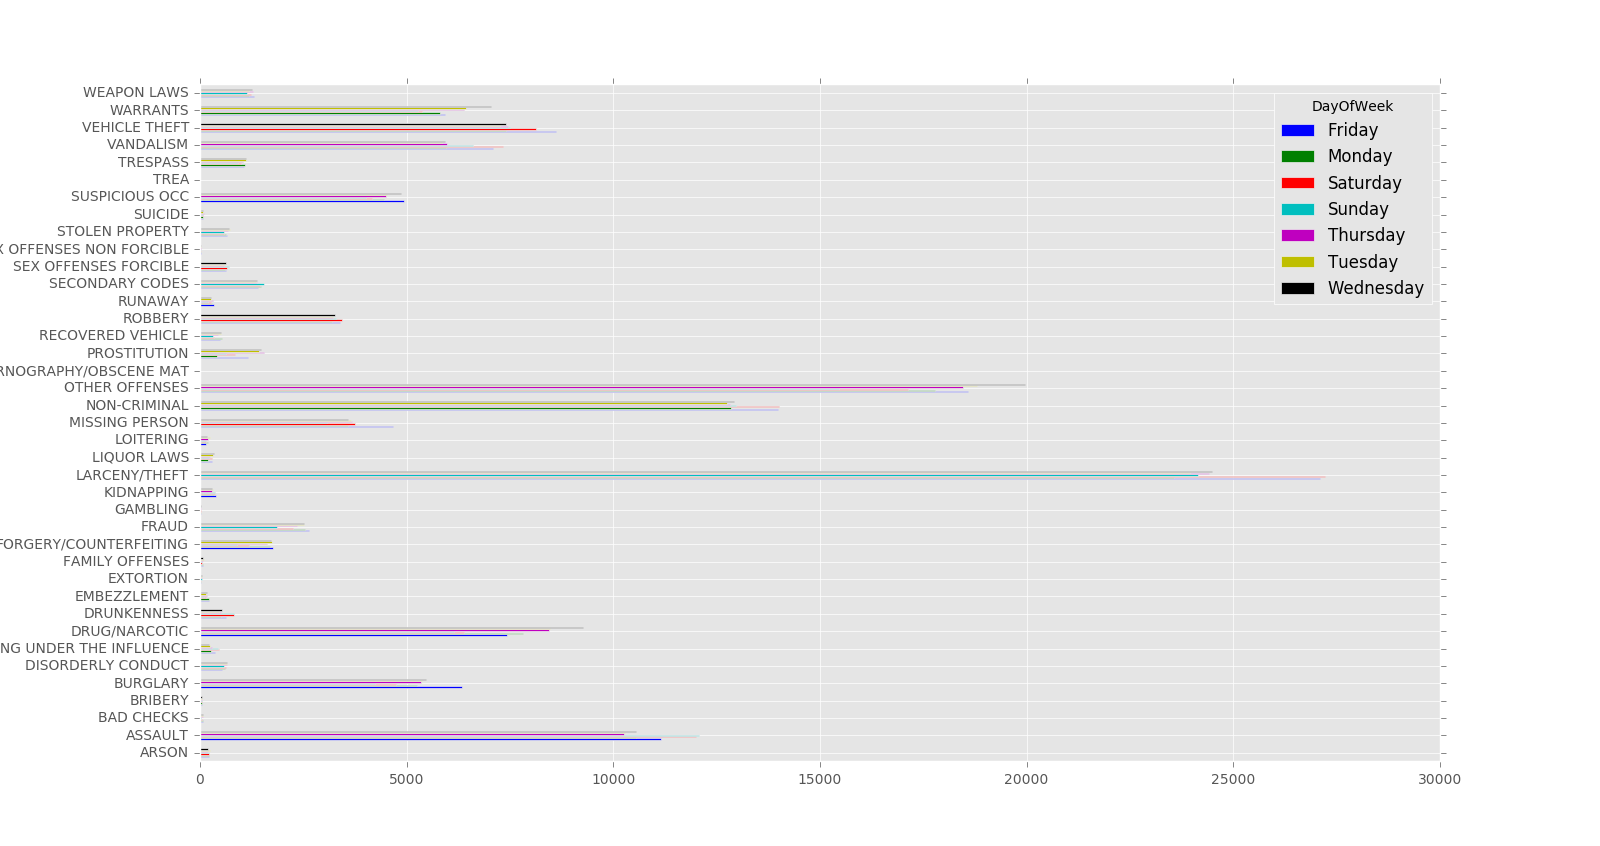 WEAPON LAWS
WARRANTS
VEHICLE THEFT
VANDALISM
TRESPASS
TREA
SUSPICIOUS OCC
SUICIDE
STOLEN PROPERTY
X OFFENSES NON FORCIBLE
SEX OFFENSES FORCIBLE
SECONDARY CODES
RUNAWAY
ROBBERY
RECOVERED VEHICLE
PROSTITUTION
RNOGRAPHY/OBSCENE MAT
OTHER OFFENSES
NON-CRIMINAL
MISSING PERSON
LOITERING
LIQUOR LAWS
LARCENY/THEFT
KIDNAPPING
GAMBLING
FRAUD
FORGERY/COUNTERFEITING
FAMILY OFFENSES
EXTORTION
EMBEZZLEMENT
DRUNKENNESS
DRUG/NARCOTIC
NG UNDER THE INFLUENCE
DISORDERLY CONDUCT
BURGLARY
BRIBERY
BAD CHECKS
ASSAULT
ARSON
0 5000 10000 15000 20000 25000 30000
DayOfWeek
Friday
Monday
Saturday
Sunday
Thursday
Tuesday
Wednesday